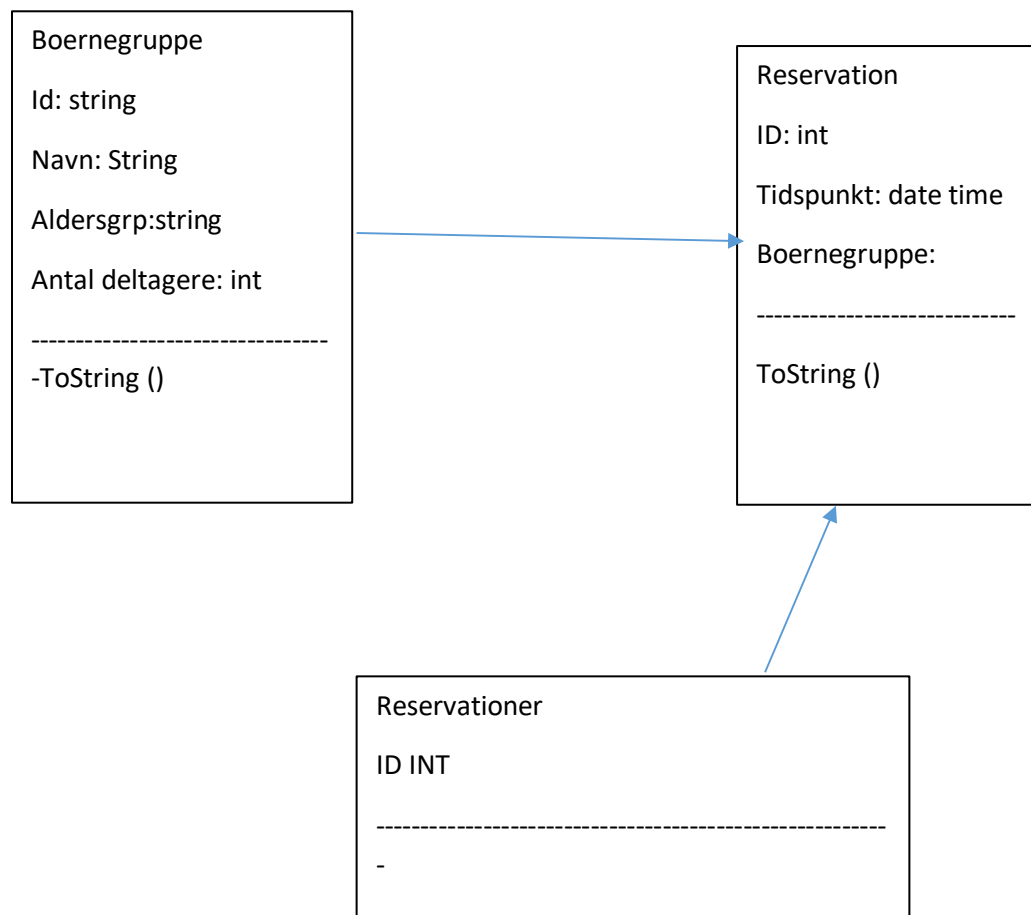 Boernegruppe
Id: string
Navn: String
Aldersgrp:string
Antal deltagere: int
---------------------------------
-ToString ()
Reservation
ID: int
Tidspunkt: date time
Boernegruppe:
-----------------------------
ToString ()
Reservationer
ID INT
---------------------------------------------------------
-